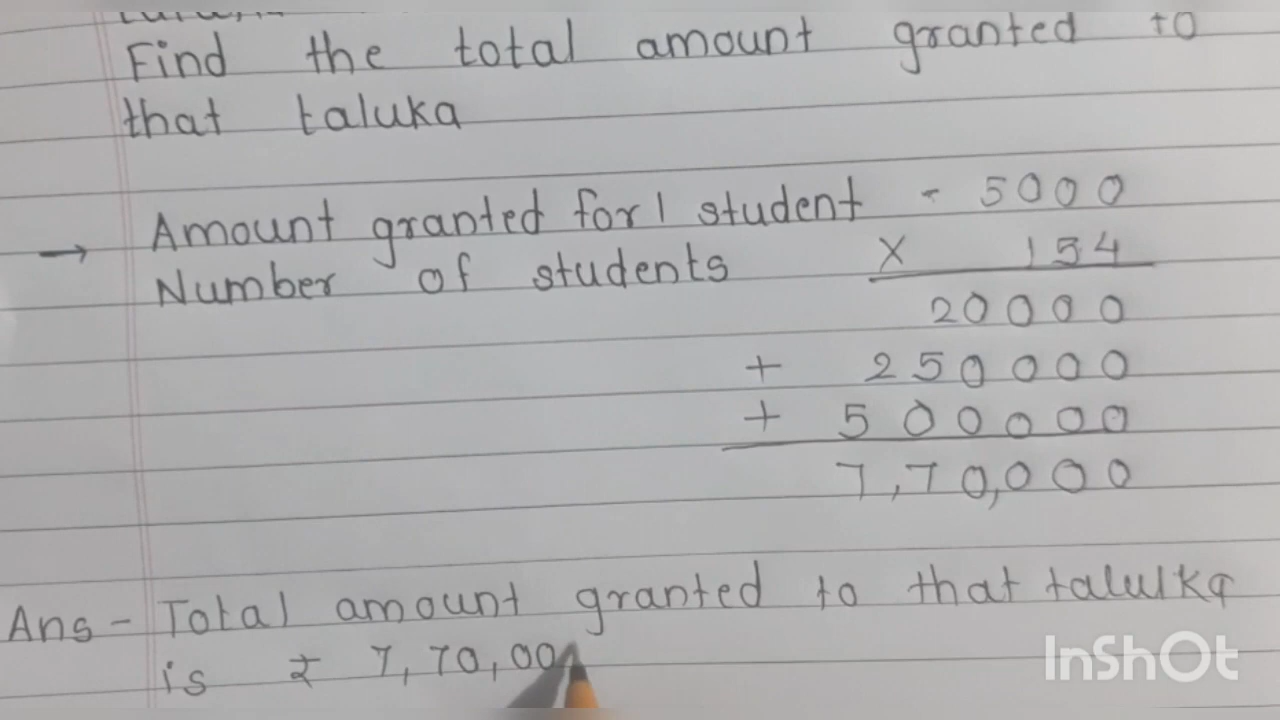 Find the total amount granted to
that taluka
→ Amount granted for 1 student - 5000
Number of students × 154
20000
+ 250000
+ 500000
7,70,000
Ans - Total amount granted to that talulka
is ₹ 7,70,00
InShOt